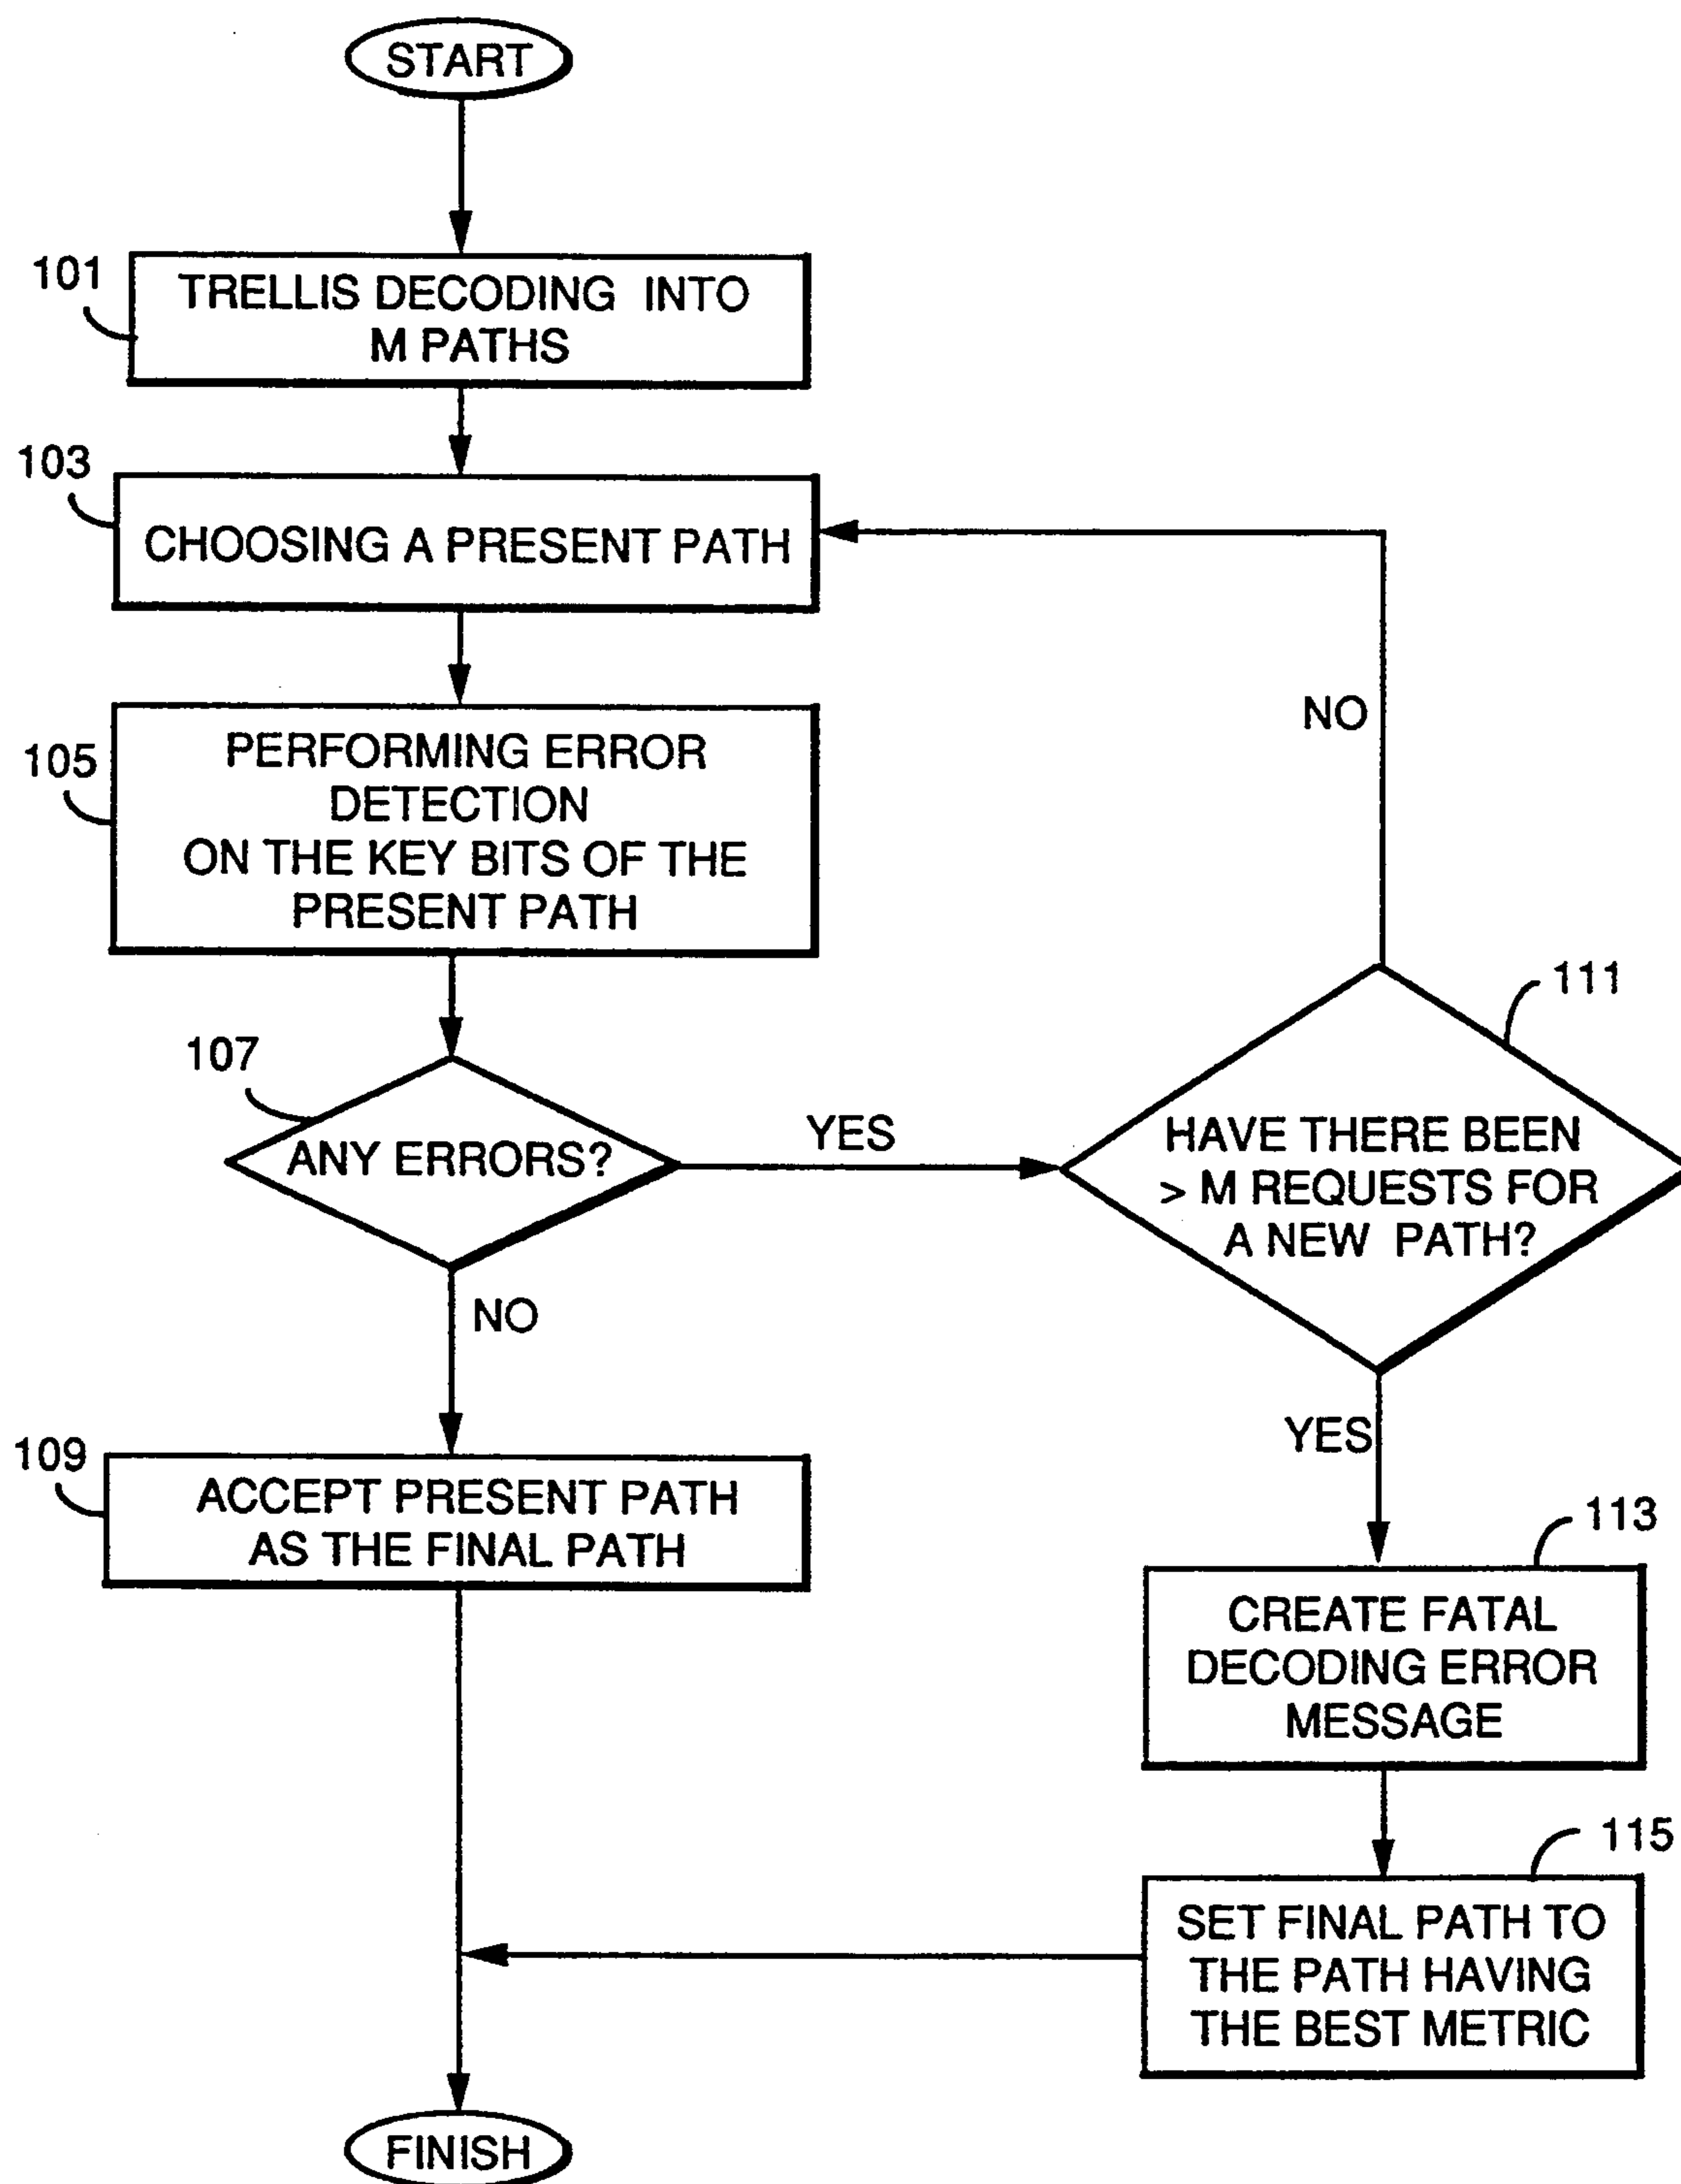 START
101
TRELLIS DECODING INTO
M PATHS
103
CHOOSING A PRESENT PATH
NO
105
PERFORMING ERROR
DETECTION
ON THE KEY BITS OF THE
PRESENT PATH
111
107
ANY ERRORS?
YES
HAVE THERE BEEN
> M REQUESTS FOR
A NEW PATH?
NO
YES
109
ACCEPT PRESENT PATH
AS THE FINAL PATH
113
CREATE FATAL
DECODING ERROR
MESSAGE
115
SET FINAL PATH TO
THE PATH HAVING
THE BEST METRIC
FINISH